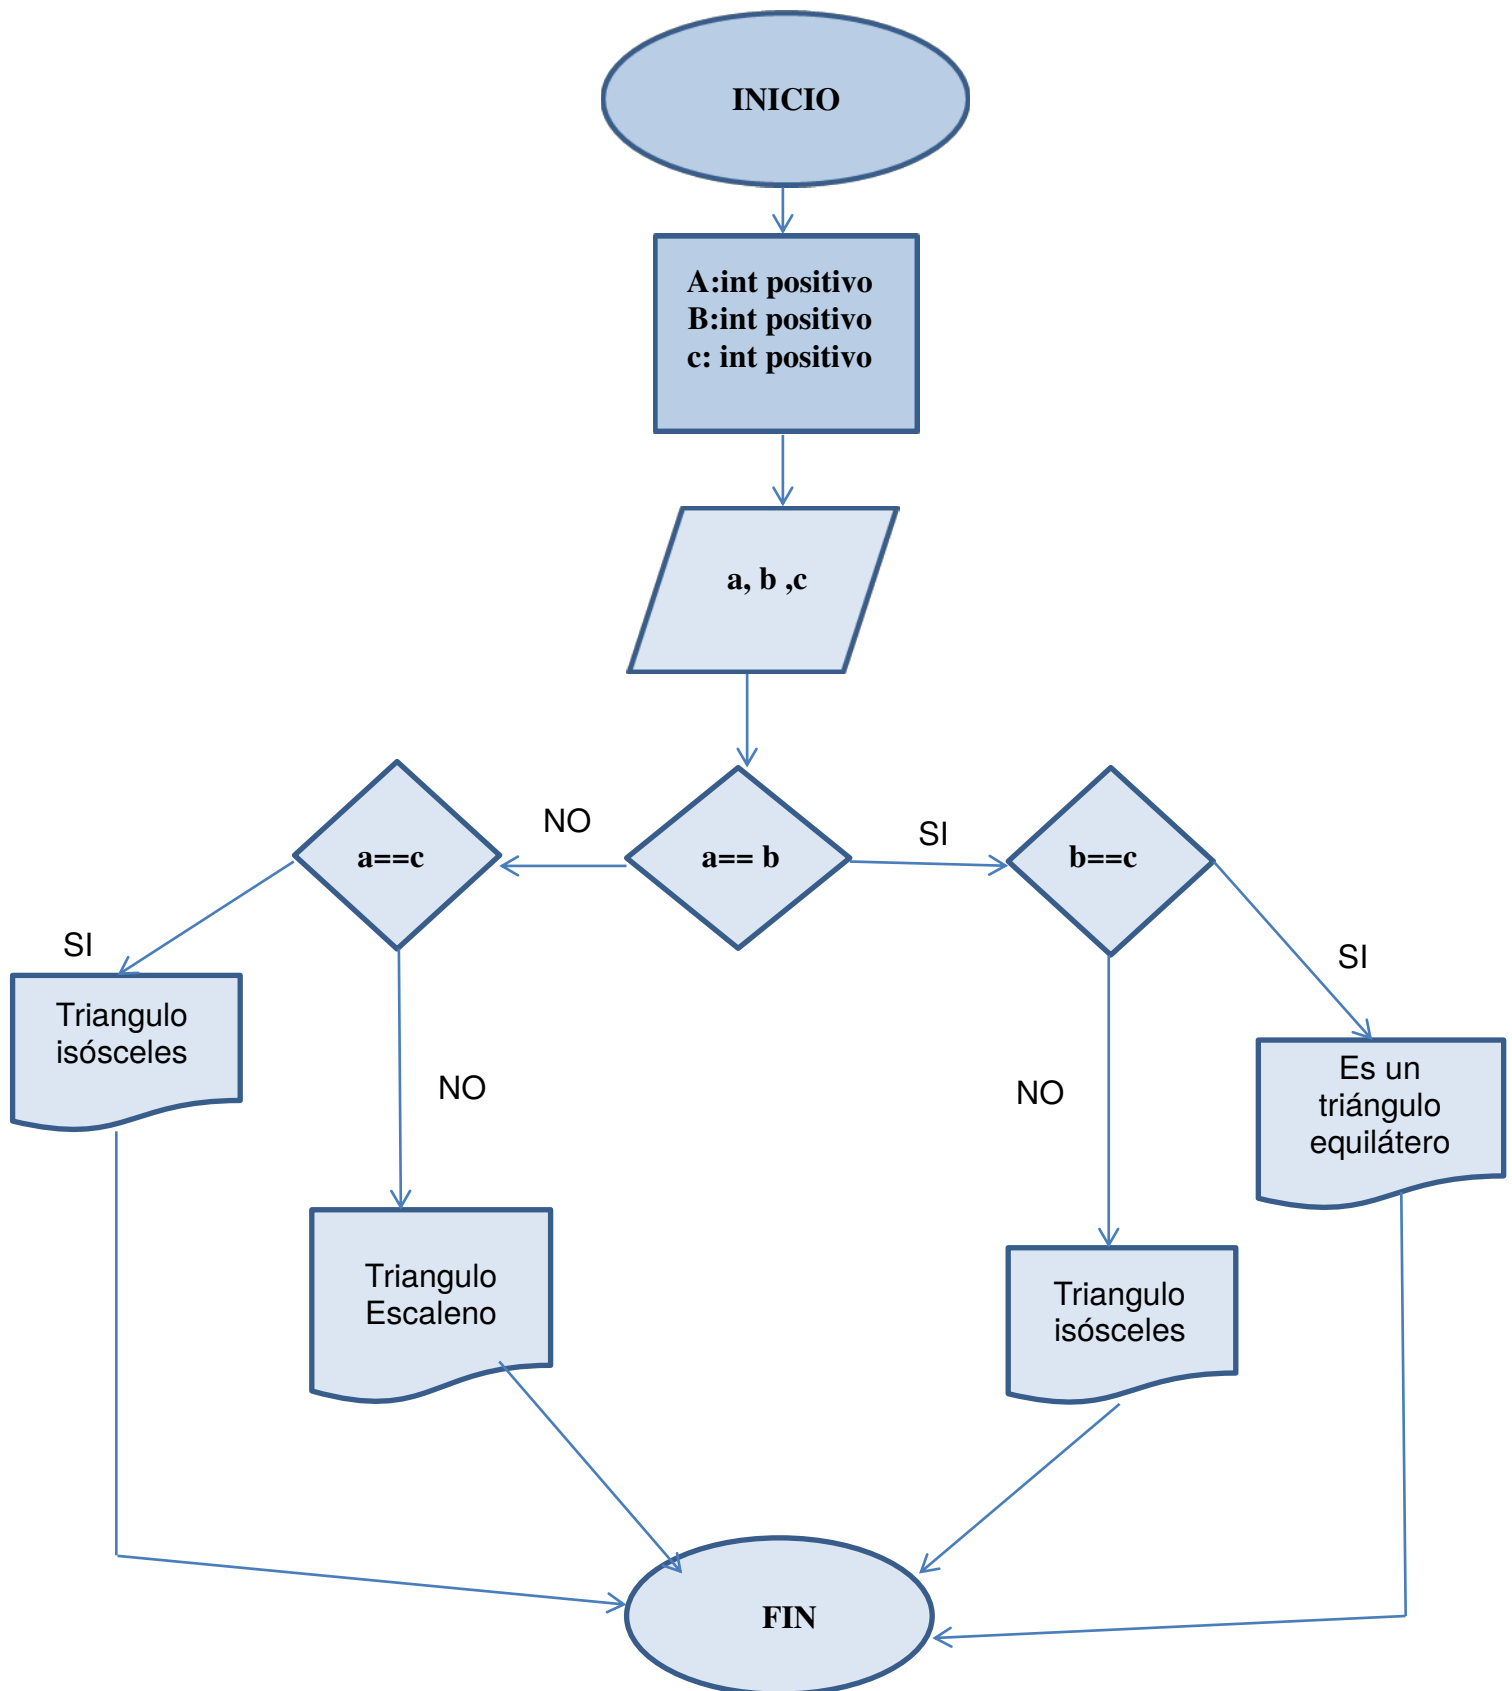 INICIO
A:int positivo
B:int positivo
c: int positivo
a, b ,c
NO
SI
a==c
a== b
b==c
SI
SI
Triangulo
isósceles
NO
NO
Es un
triángulo
equilátero
Triangulo
Escaleno
Triangulo
isósceles
FIN